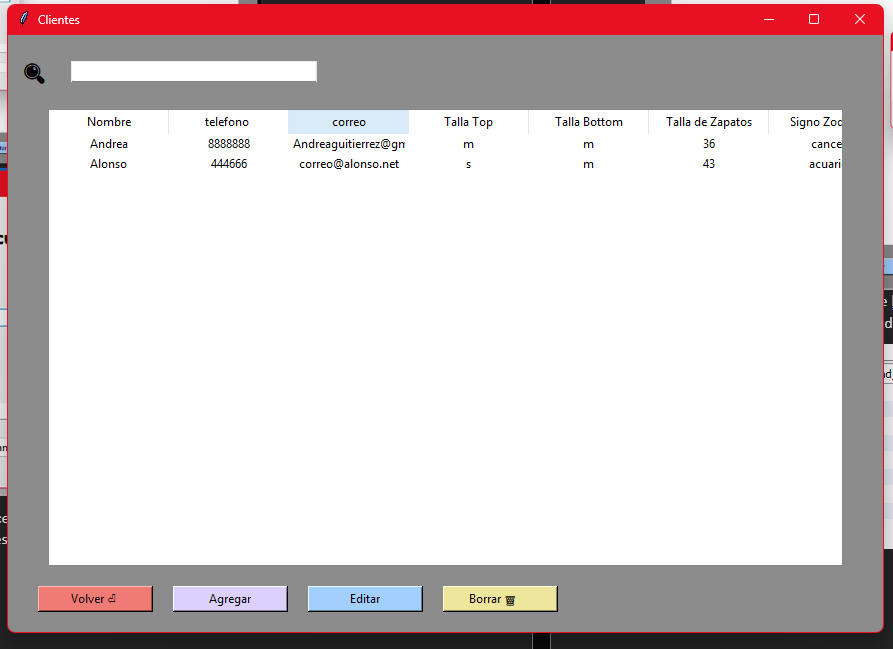 Clientes
Nombre telefono correo Talla Top Talla Bottom Talla de Zapatos Signo Zoc
Andrea 8888888 Andreaguitierrez@gn m m 36 cance
Alonso 444666 correo@alonso.net s m 43 acuari
Volver ⏎ Agregar Editar Borrar 🗑